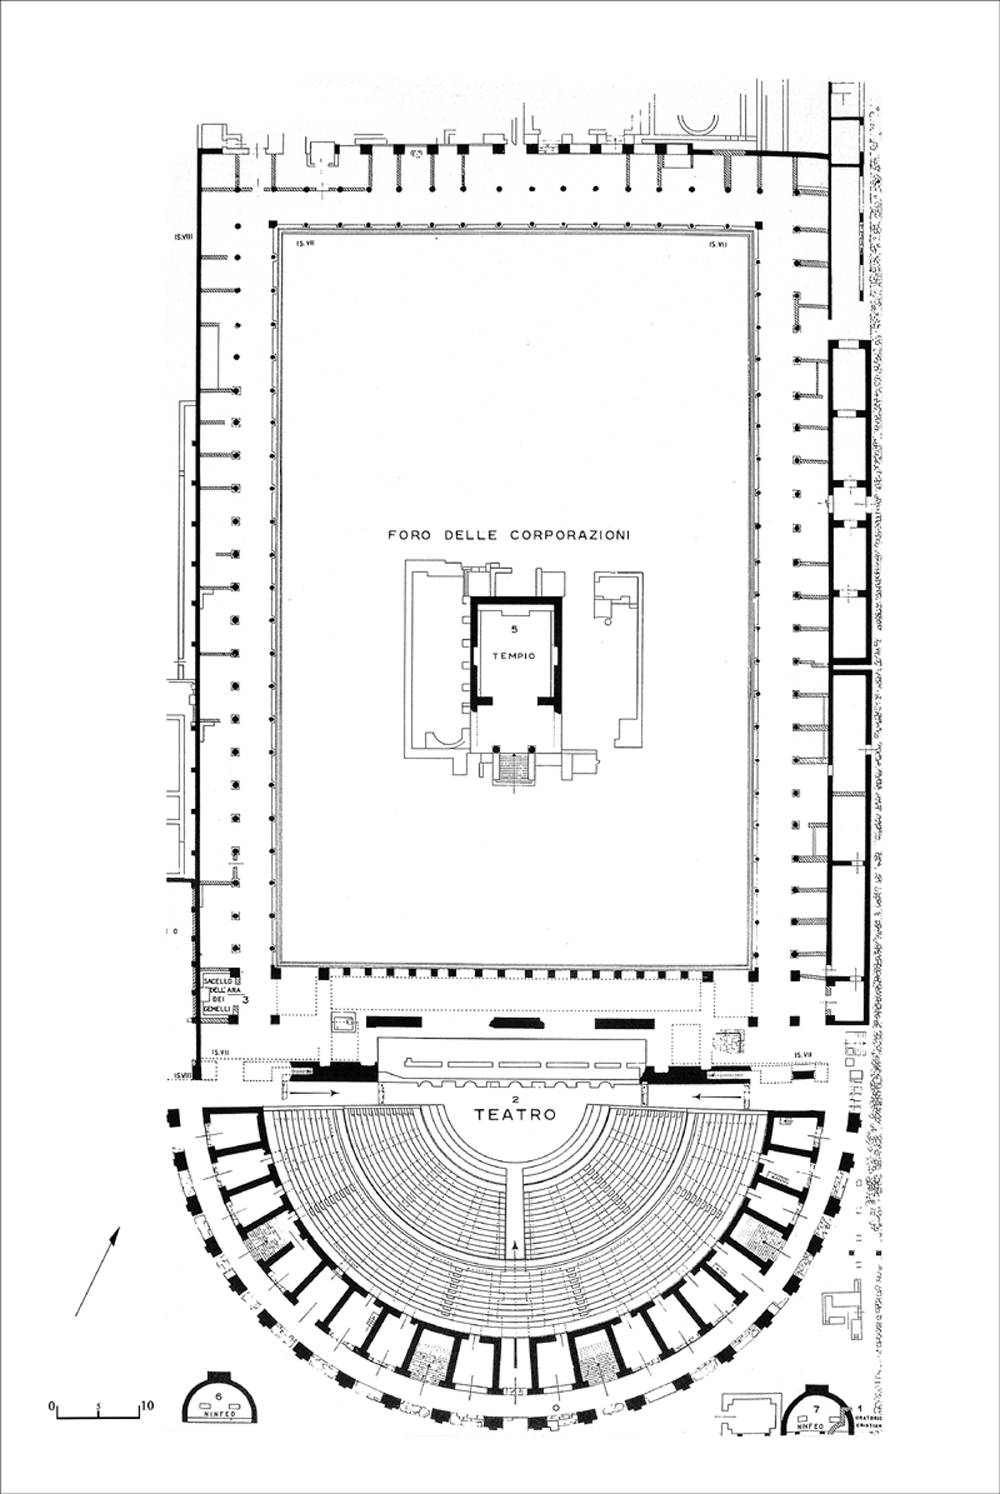 IS.VIII
IS. VII
IS. VII
FORO DELLE CORPORAZIONI
5
TEMPIO
I O
SACELLO
DELL'ARA
DEI
GEMELLI
3
IS.VII
IS. VII
IS.VIII
2
TEATRO
0 5 10
6
NINFEO
7
NINFEO
1
ORATORIO
CRISTIAN